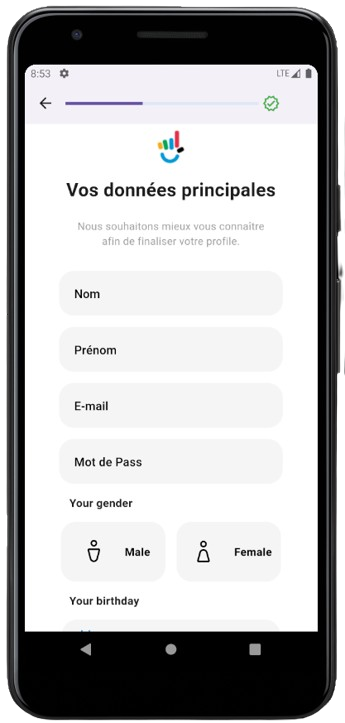 8:53
LTE
Vos données principales
Nous souhaitons mieux vous connaître
afin de finaliser votre profile.
Nom
Prénom
E-mail
Mot de Pass
Your gender
Male
Female
Your birthday